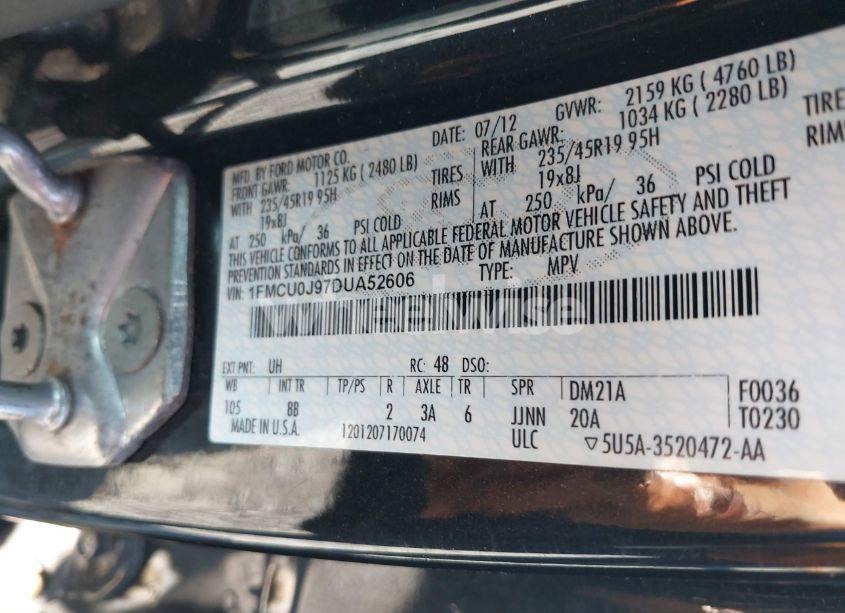 MFD. BY FORD MOTOR CO.
DATE: 07/12
GVWR: 2159 KG ( 4760 LB)
FRONT GAWR: 1125 KG ( 2480 LB)
REAR GAWR: 1034 KG ( 2280 LB)
WITH 235/45R19 95H TIRES
WITH 235/45R19 95H TIRES
19x8J RIMS
19x8J RIMS
AT 250 kPa/ 36 PSI COLD
AT 250 kPa/ 36 PSI COLD
THIS VEHICLE CONFORMS TO ALL APPLICABLE FEDERAL MOTOR VEHICLE SAFETY AND THEFT
PREVENTION STANDARDS IN EFFECT ON THE DATE OF MANUFACTURE SHOWN ABOVE.
VIN: 1FMCU0J97DUA52606
TYPE: MPV
EXT PNT: UH RC: 48 DSO:
WB INT TR TP/PS R AXLE TR SPR DM21A F0036
105 8B 2 3A 6 JJNN 20A T0230
MADE IN U.S.A. 1201207170074 ULC ▽5U5A-3520472-AA